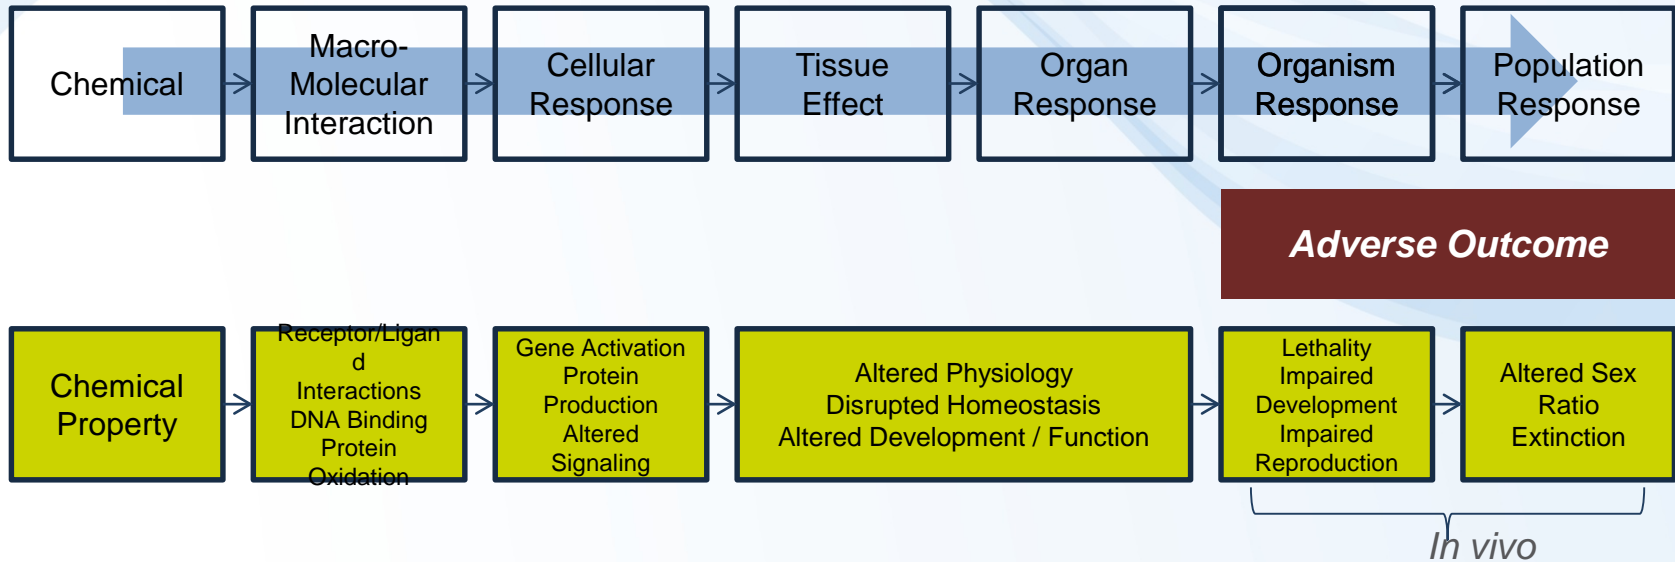 Chemical
Macro-
Molecular
Interaction
Cellular
Response
Tissue
Effect
Organ
Response
Organism
Response
Population
Response
Adverse Outcome
Chemical
Property
Receptor/Ligan
d
Interactions
DNA Binding
Protein
Oxidation
Gene Activation
Protein
Production
Altered
Signaling
Altered Physiology
Disrupted Homeostasis
Altered Development / Function
Lethality
Impaired
Development
Impaired
Reproduction
Altered Sex
Ratio
Extinction
In vivo